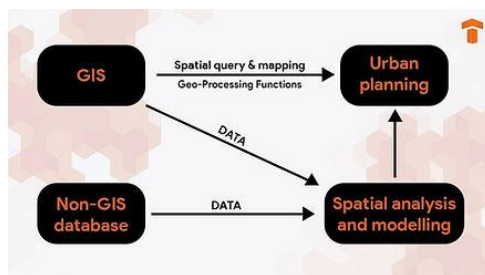 GIS
Spatial query & mapping
Geo-Processing Functions
Urban
planning
DATA
Non-GIS
database
DATA
Spatial analysis
and modelling